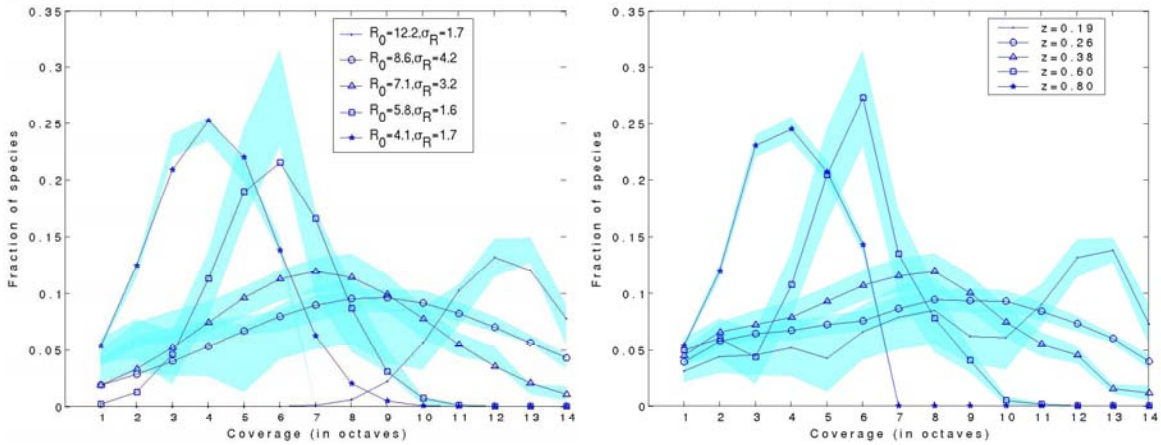 0.35
0.3
0.25
0.2
0.15
0.1
0.05
0
Fraction of species
1 2 3 4 5 6 7 8 9 10 11 12 13 14
Coverage (in octaves)
R0=12.2,σR=1.7
R0=8.6,σR=4.2
R0=7.1,σR=3.2
R0=5.8,σR=1.6
R0=4.1,σR=1.7
0.35
0.3
0.25
0.2
0.15
0.1
0.05
0
Fraction of species
1 2 3 4 5 6 7 8 9 10 11 12 13 14
Coverage (in octaves)
z=0.19
z=0.26
z=0.38
z=0.60
z=0.80